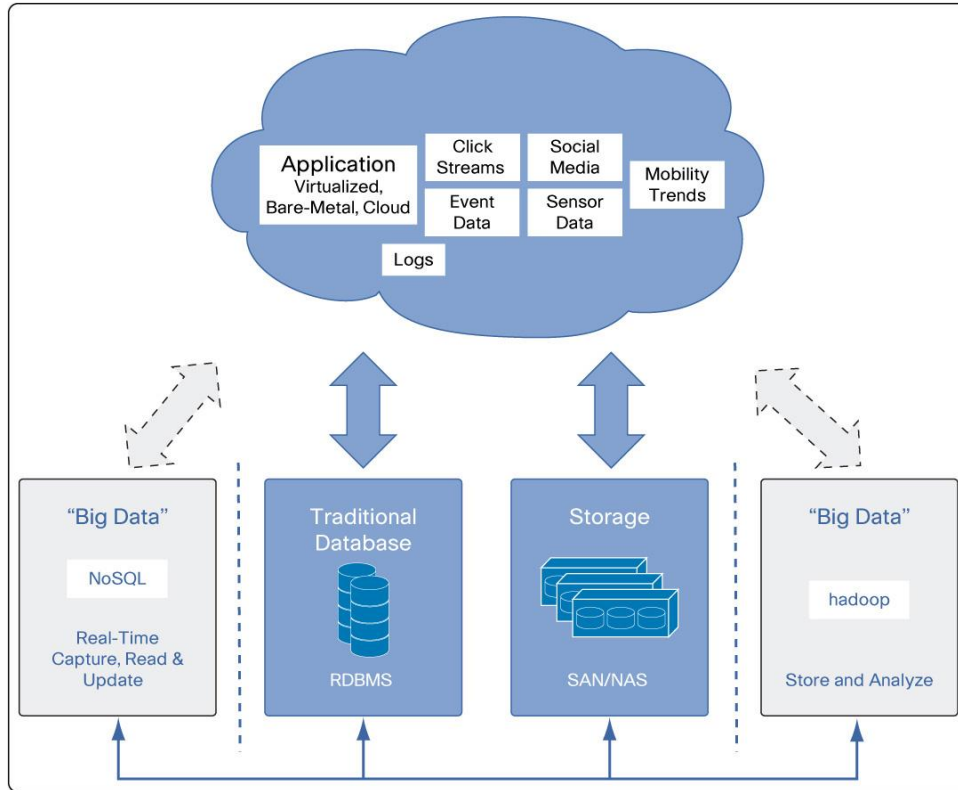 Application
Virtualized,
Bare-Metal, Cloud
Click
Streams
Social
Media
Mobility
Trends
Event
Data
Sensor
Data
Logs
“Big Data”
NoSQL
Real-Time
Capture, Read &
Update
Traditional
Database
RDBMS
Storage
SAN/NAS
“Big Data”
hadoop
Store and Analyze